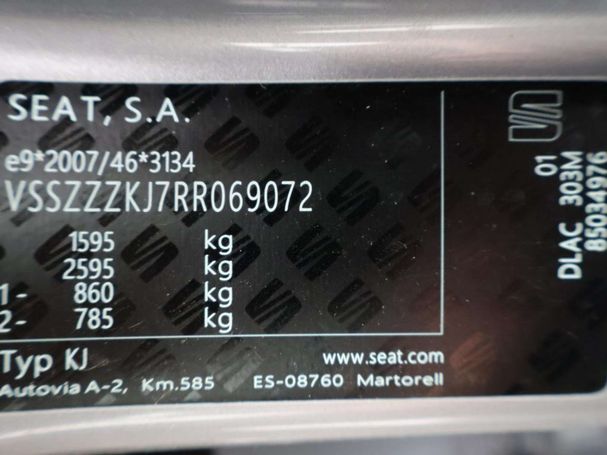 SEAT, S.A.
e9*2007/46*3134
VSSZZZKJ7RR069072
1595 kg
2595 kg
1- 860 kg
2- 785 kg
Typ KJ www.seat.com
Autovia A-2, Km.585 ES-08760 Martorell
01
DLAC 303M
85034976